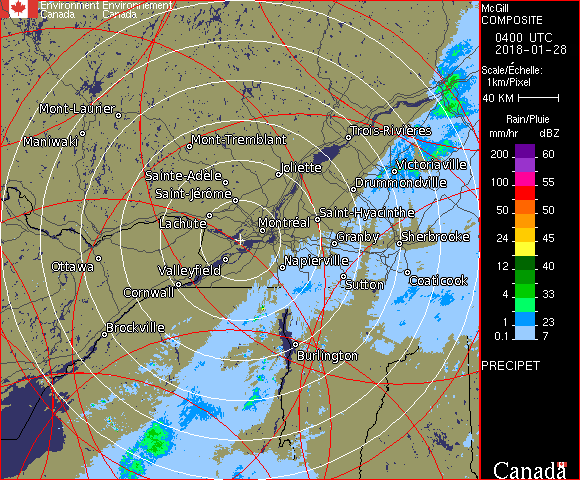 Environment Environnement
Canada Canada
McGill
COMPOSITE
0400 UTC
2018-01-28
Scale/Échelle:
1km/Pixel
40 KM
Rain/Pluie
mm/hr dBZ
200 60
100 55
50 50
24 45
12 40
4 33
1 23
0.1 7
PRECIPET
Canada
Mont-Laurier
Maniwaki
Mont-Tremblant
Trois-Rivières
Sainte-Adèle
Joliette
Victoriaville
Drummondville
Saint-Jérôme
Lachute
Montréal
Saint-Hyacinthe
Granby
Sherbrooke
Ottawa
Valleyfield
Napierville
Cornwall
Sutton
Coaticook
Brockville
Burlington